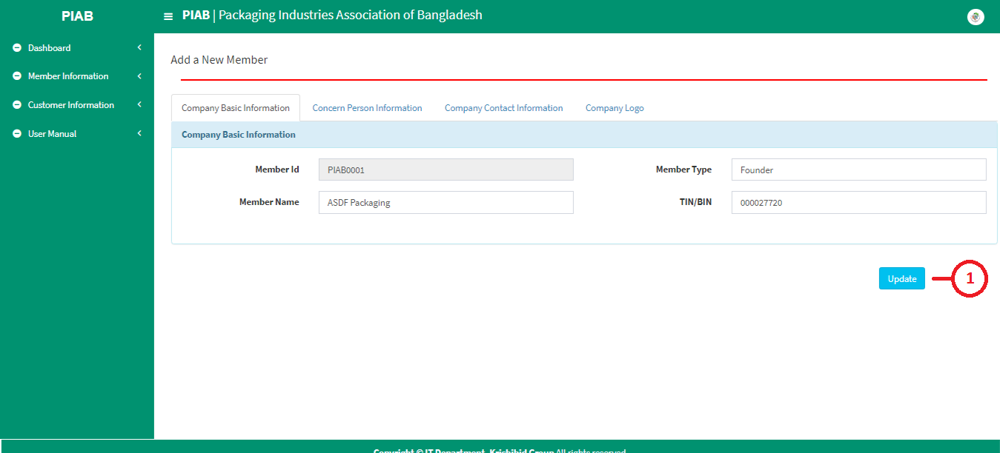 PIAB
PIAB | Packaging Industries Association of Bangladesh
Dashboard
Member Information
Customer Information
User Manual
Add a New Member
Company Basic Information
Concern Person Information
Company Contact Information
Company Logo
Company Basic Information
Member Id
PIAB0001
Member Type
Founder
Member Name
ASDF Packaging
TIN/BIN
000027720
Update
1
Copyright © IT Department, Krishibid Group All rights reserved